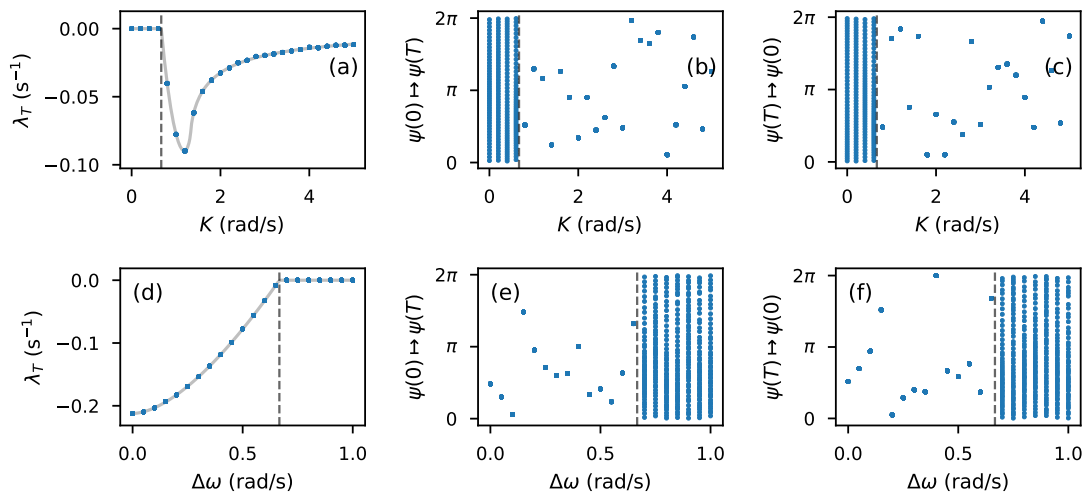 0.00
−0.05
−0.10
λ_T (s⁻¹)
(a)
0 2 4
K (rad/s)
2π
π
0
ψ(0) ↦ ψ(T)
(b)
0 2 4
K (rad/s)
2π
π
0
ψ(T) ↦ ψ(0)
(c)
0 2 4
K (rad/s)
0.0
−0.1
−0.2
λ_T (s⁻¹)
(d)
0.0 0.5 1.0
Δω (rad/s)
2π
π
0
ψ(0) ↦ ψ(T)
(e)
0.0 0.5 1.0
Δω (rad/s)
2π
π
0
ψ(T) ↦ ψ(0)
(f)
0.0 0.5 1.0
Δω (rad/s)